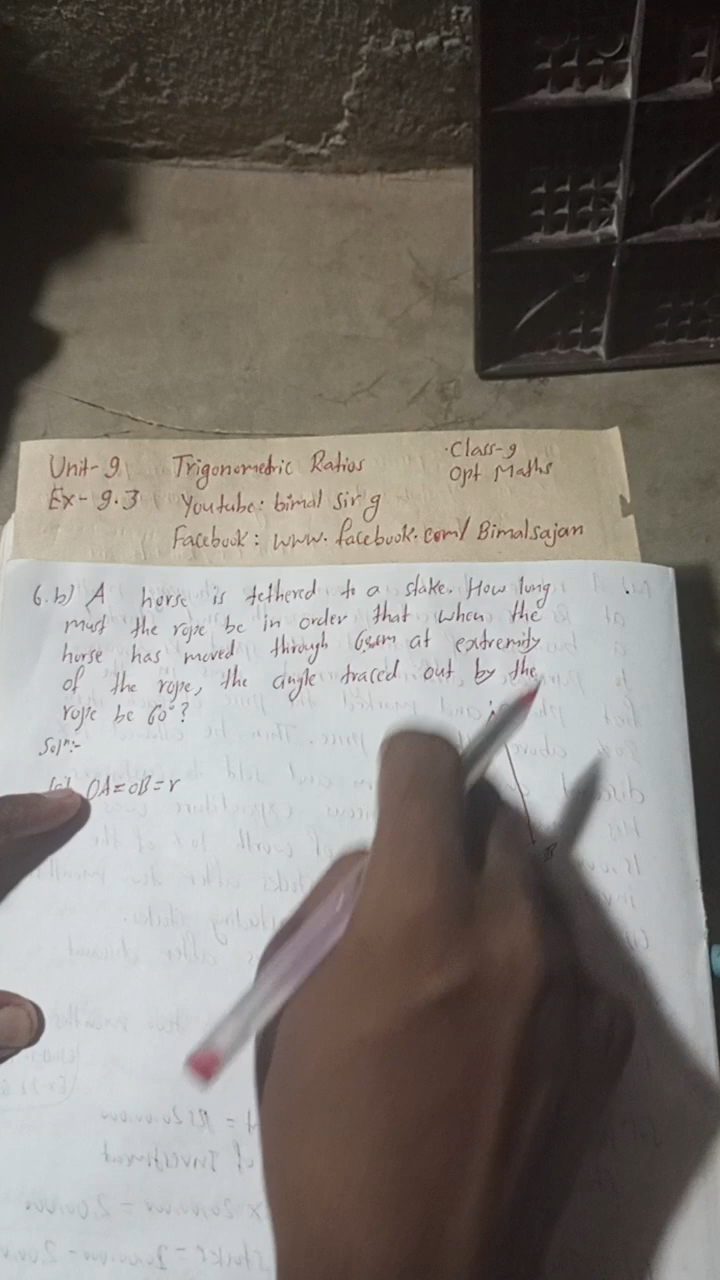 Unit-9 Trigonometric Ratios Class-9
Opt Maths
Ex-9.3 Youtube: bimal sir g
Facebook: www.facebook.com/Bimalsajan
6.b) A horse is tethered to a stake. How long
must the rope be in order that when the
horse has moved through at extremity
of the rope, the angle traced out by the
rope be 60°?
Solⁿ:-
OA=OB=r
B